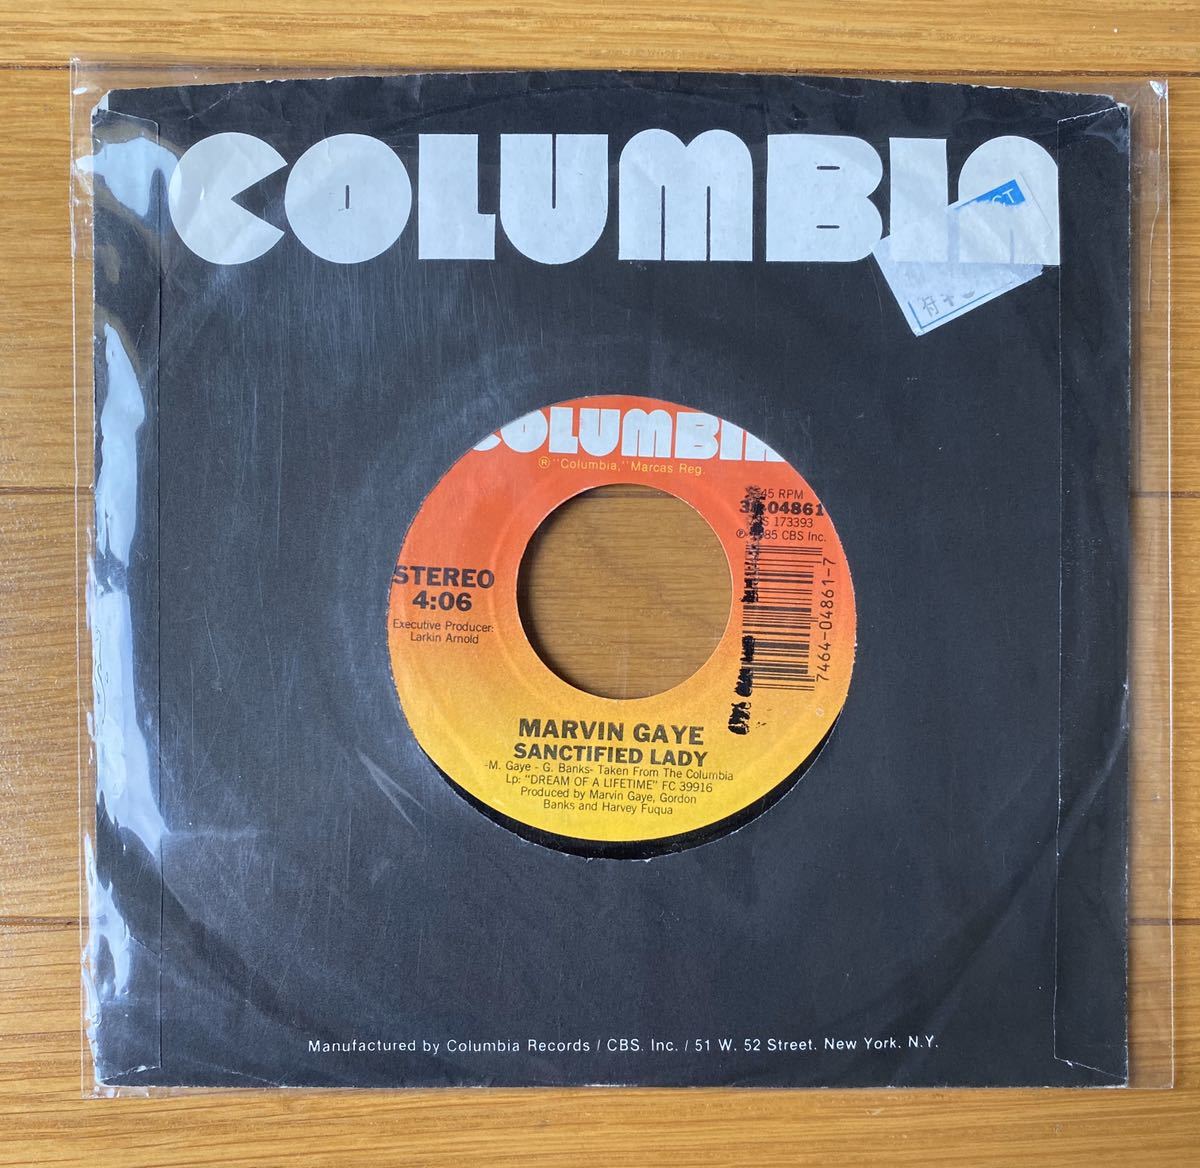 COLUMBIA
COLUMBIA
® "Columbia," Marcas Reg.
45 RPM
04861
173393
CBS Inc.
STEREO
4:06
Executive Producer:
Larkin Arnold
7464-04861-7
MARVIN GAYE
SANCTIFIED LADY
-M. Gaye - G. Banks- Taken From The Columbia
Lp: "DREAM OF A LIFETIME" FC 39916
Produced by Marvin Gaye, Gordon
Banks and Harvey Fuqua
Manufactured by Columbia Records / CBS. Inc. / 51 W. 52 Street. New York. N.Y.